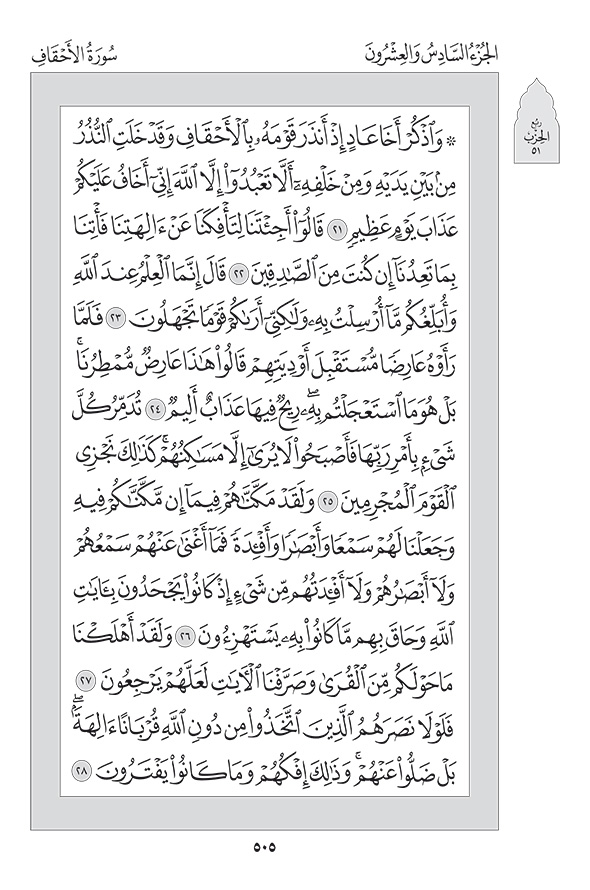 الجُزْءُ السَّادِسُ وَالعِشْرُونَ
سُورَةُ الأَحْقَافِ
رُبْعُ
الحِزْبِ
٥١
۞ وَٱذْكُرْ أَخَا عَادٍ إِذْ أَنذَرَ قَوْمَهُۥ بِٱلْأَحْقَافِ وَقَدْ خَلَتِ ٱلنُّذُرُ
مِنۢ بَيْنِ يَدَيْهِ وَمِنْ خَلْفِهِۦٓ أَلَّا تَعْبُدُوٓا۟ إِلَّا ٱللَّهَ إِنِّىٓ أَخَافُ عَلَيْكُمْ
عَذَابَ يَوْمٍ عَظِيمٍ ٢١ قَالُوٓا۟ أَجِئْتَنَا لِتَأْفِكَنَا عَنْ ءَالِهَتِنَا فَأْتِنَا
بِمَا تَعِدُنَآ إِن كُنتَ مِنَ ٱلصَّـٰدِقِينَ ٢٢ قَالَ إِنَّمَا ٱلْعِلْمُ عِندَ ٱللَّهِ
وَأُبَلِّغُكُم مَّآ أُرْسِلْتُ بِهِۦ وَلَـٰكِنِّىٓ أَرَىٰكُمْ قَوْمًا تَجْهَلُونَ ٢٣ فَلَمَّا
رَأَوْهُ عَارِضًا مُّسْتَقْبِلَ أَوْدِيَتِهِمْ قَالُوا۟ هَـٰذَا عَارِضٌ مُّمْطِرُنَا ۚ
بَلْ هُوَ مَا ٱسْتَعْجَلْتُم بِهِۦ ۖ رِيحٌ فِيهَا عَذَابٌ أَلِيمٌ ٢٤ تُدَمِّرُ كُلَّ
شَىْءٍۭ بِأَمْرِ رَبِّهَا فَأَصْبَحُوا۟ لَا يُرَىٰٓ إِلَّا مَسَـٰكِنُهُمْ ۚ كَذَٰلِكَ نَجْزِى
ٱلْقَوْمَ ٱلْمُجْرِمِينَ ٢٥ وَلَقَدْ مَكَّنَّـٰهُمْ فِيمَآ إِن مَّكَّنَّـٰكُمْ فِيهِ
وَجَعَلْنَا لَهُمْ سَمْعًا وَأَبْصَـٰرًا وَأَفْـِٔدَةً فَمَآ أَغْنَىٰ عَنْهُمْ سَمْعُهُمْ
وَلَآ أَبْصَـٰرُهُمْ وَلَآ أَفْـِٔدَتُهُم مِّن شَىْءٍ إِذْ كَانُوا۟ يَجْحَدُونَ بِـَٔايَـٰتِ
ٱللَّهِ وَحَاقَ بِهِم مَّا كَانُوا۟ بِهِۦ يَسْتَهْزِءُونَ ٢٦ وَلَقَدْ أَهْلَكْنَا
مَا حَوْلَكُم مِّنَ ٱلْقُرَىٰ وَصَرَّفْنَا ٱلْـَٔايَـٰتِ لَعَلَّهُمْ يَرْجِعُونَ ٢٧
فَلَوْلَا نَصَرَهُمُ ٱلَّذِينَ ٱتَّخَذُوا۟ مِن دُونِ ٱللَّهِ قُرْبَانًا ءَالِهَةًۢ ۖ
بَلْ ضَلُّوا۟ عَنْهُمْ ۚ وَذَٰلِكَ إِفْكُهُمْ وَمَا كَانُوا۟ يَفْتَرُونَ ٢٨
٥٠٥